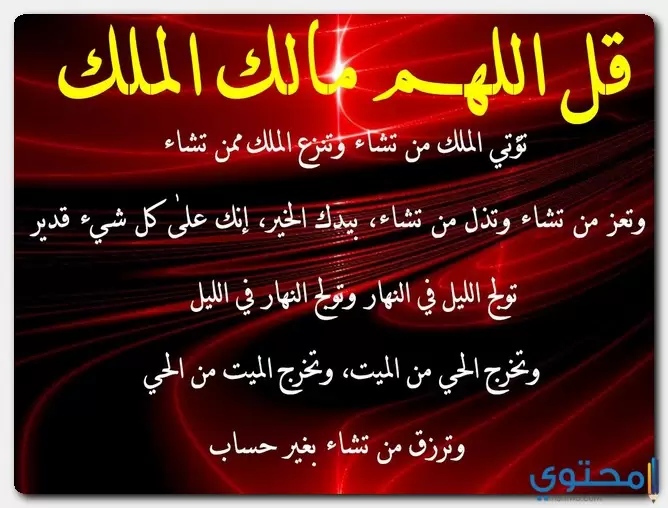 قل اللهم مالك الملك
تؤتي الملك من تشاء وتنزع الملك ممن تشاء
وتعز من تشاء وتذل من تشاء، بيدك الخير، إنك على كل شيء قدير
تولج الليل في النهار وتولج النهار في الليل
وتخرج الحي من الميت، وتخرج الميت من الحي
وترزق من تشاء بغير حساب
محتوي